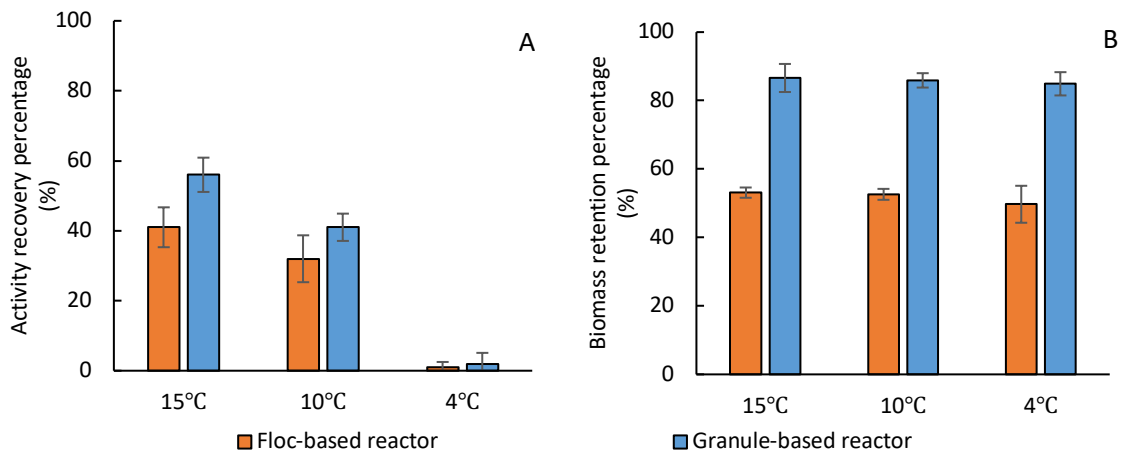 A
Activity recovery percentage
(%)
100
80
60
40
20
0
15°C
10°C
4°C
B
Biomass retention percentage
(%)
100
80
60
40
20
0
15°C
10°C
4°C
Floc-based reactor
Granule-based reactor